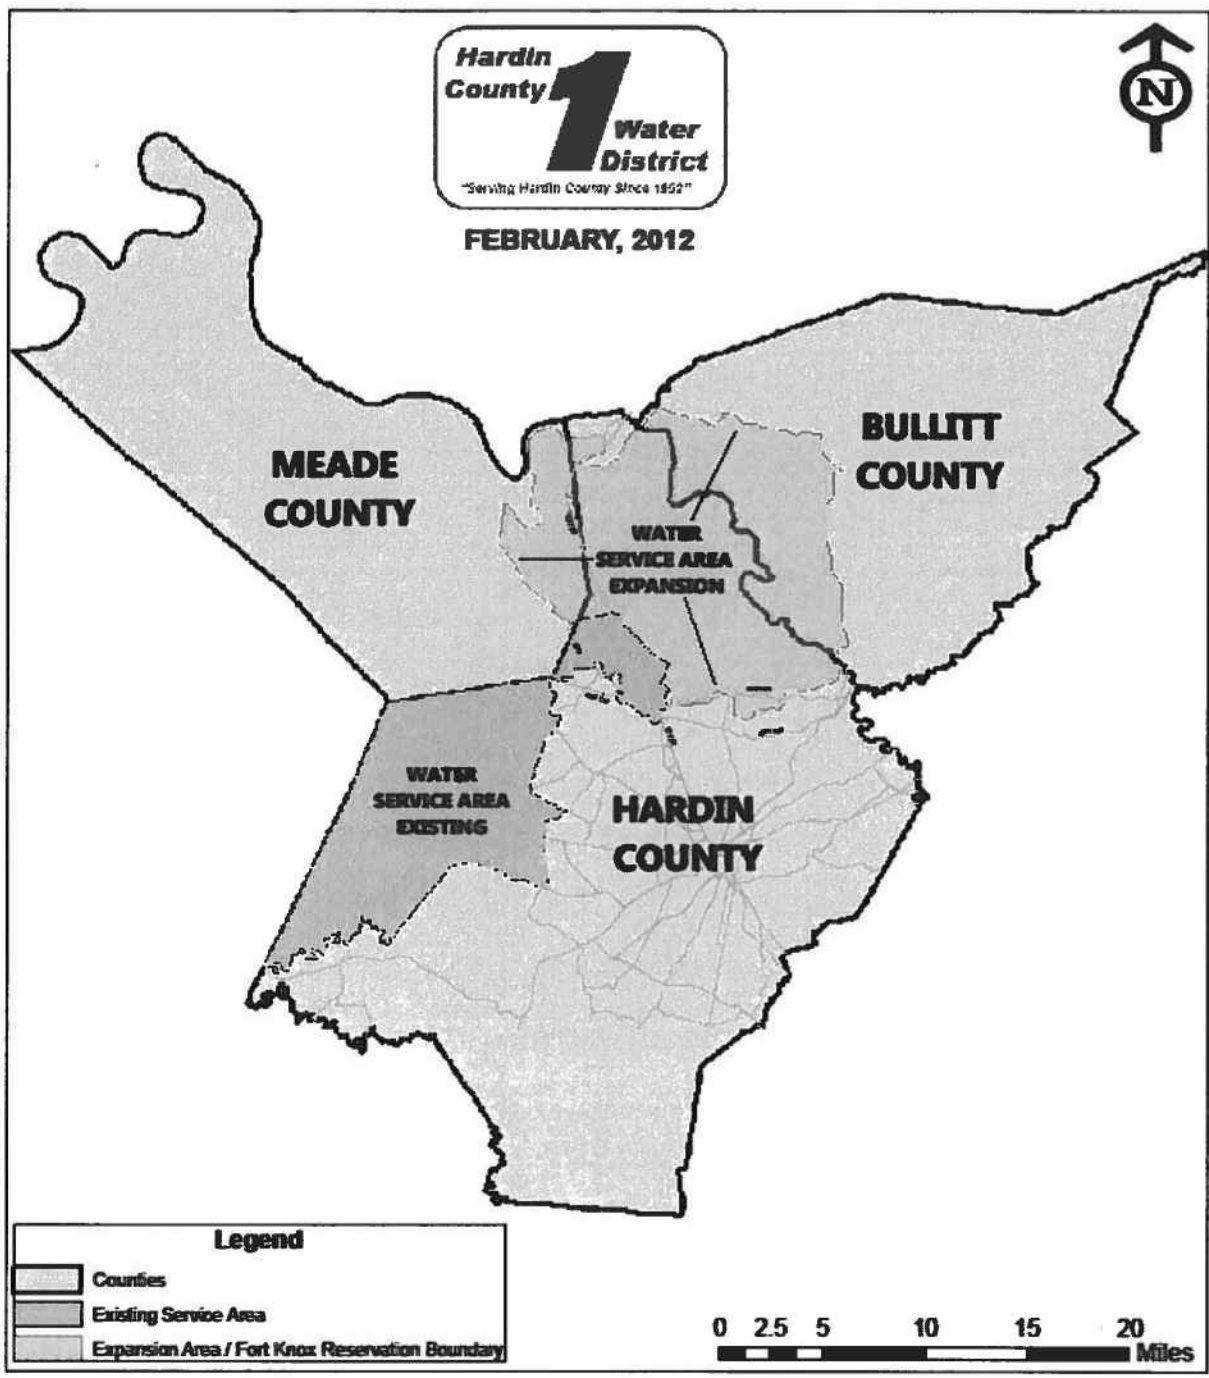 Hardin
County
1
Water
District
"Serving Hardin County Since 1952"
FEBRUARY, 2012
N
MEADE
COUNTY
BULLITT
COUNTY
WATER
SERVICE AREA
EXPANSION
WATER
SERVICE AREA
EXISTING
HARDIN
COUNTY
Legend
Counties
Existing Service Area
Expansion Area / Fort Knox Reservation Boundary
0 2.5 5 10 15 20
Miles